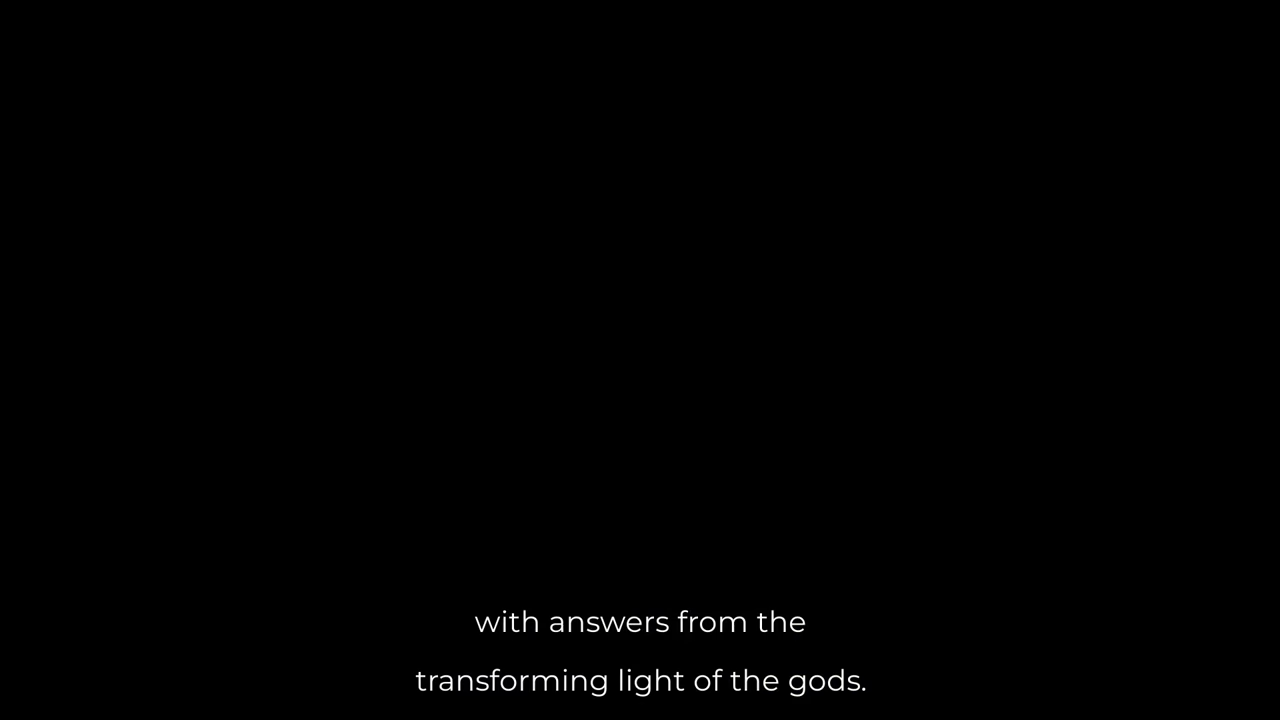 with answers from the
transforming light of the gods.